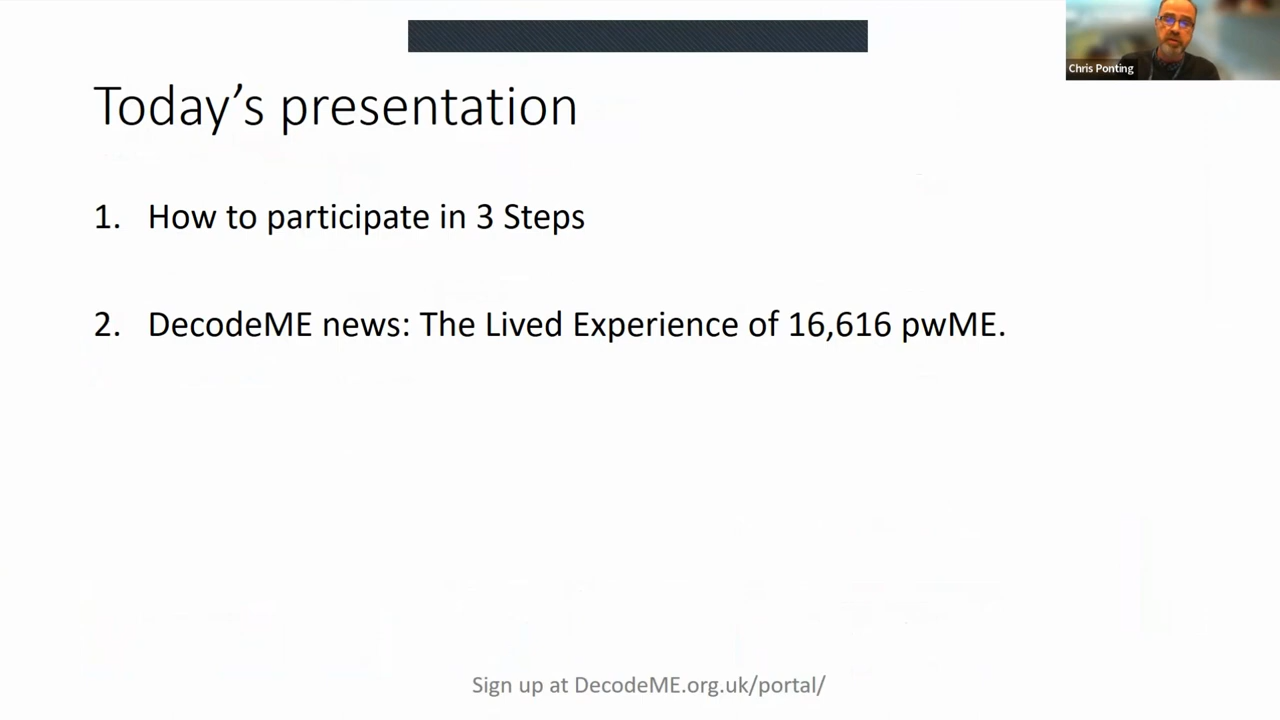 Chris Ponting
Today's presentation
1. How to participate in 3 Steps
2. DecodeME news: The Lived Experience of 16,616 pwME.
Sign up at DecodeME.org.uk/portal/